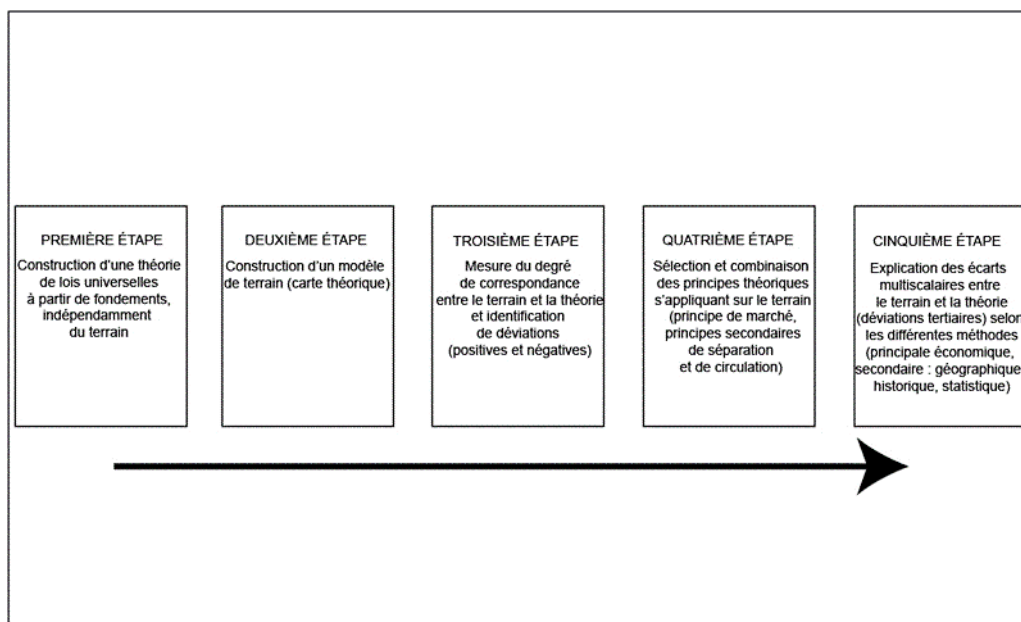 PREMIÈRE ÉTAPE
Construction d'une théorie
de lois universelles
à partir de fondements,
indépendamment
du terrain
DEUXIÈME ÉTAPE
Construction d'un modèle
de terrain (carte théorique)
TROISIÈME ÉTAPE
Mesure du degré
de correspondance
entre le terrain et la théorie
et identification
de déviations
(positives et négatives)
QUATRIÈME ÉTAPE
Sélection et combinaison
des principes théoriques
s'appliquant sur le terrain
(principe de marché,
principes secondaires
de séparation
et de circulation)
CINQUIÈME ÉTAPE
Explication des écarts
multiscalaires entre
le terrain et la théorie
(déviations tertiaires) selon
les différentes méthodes
(principale économique,
secondaire : géographique
historique, statistique)